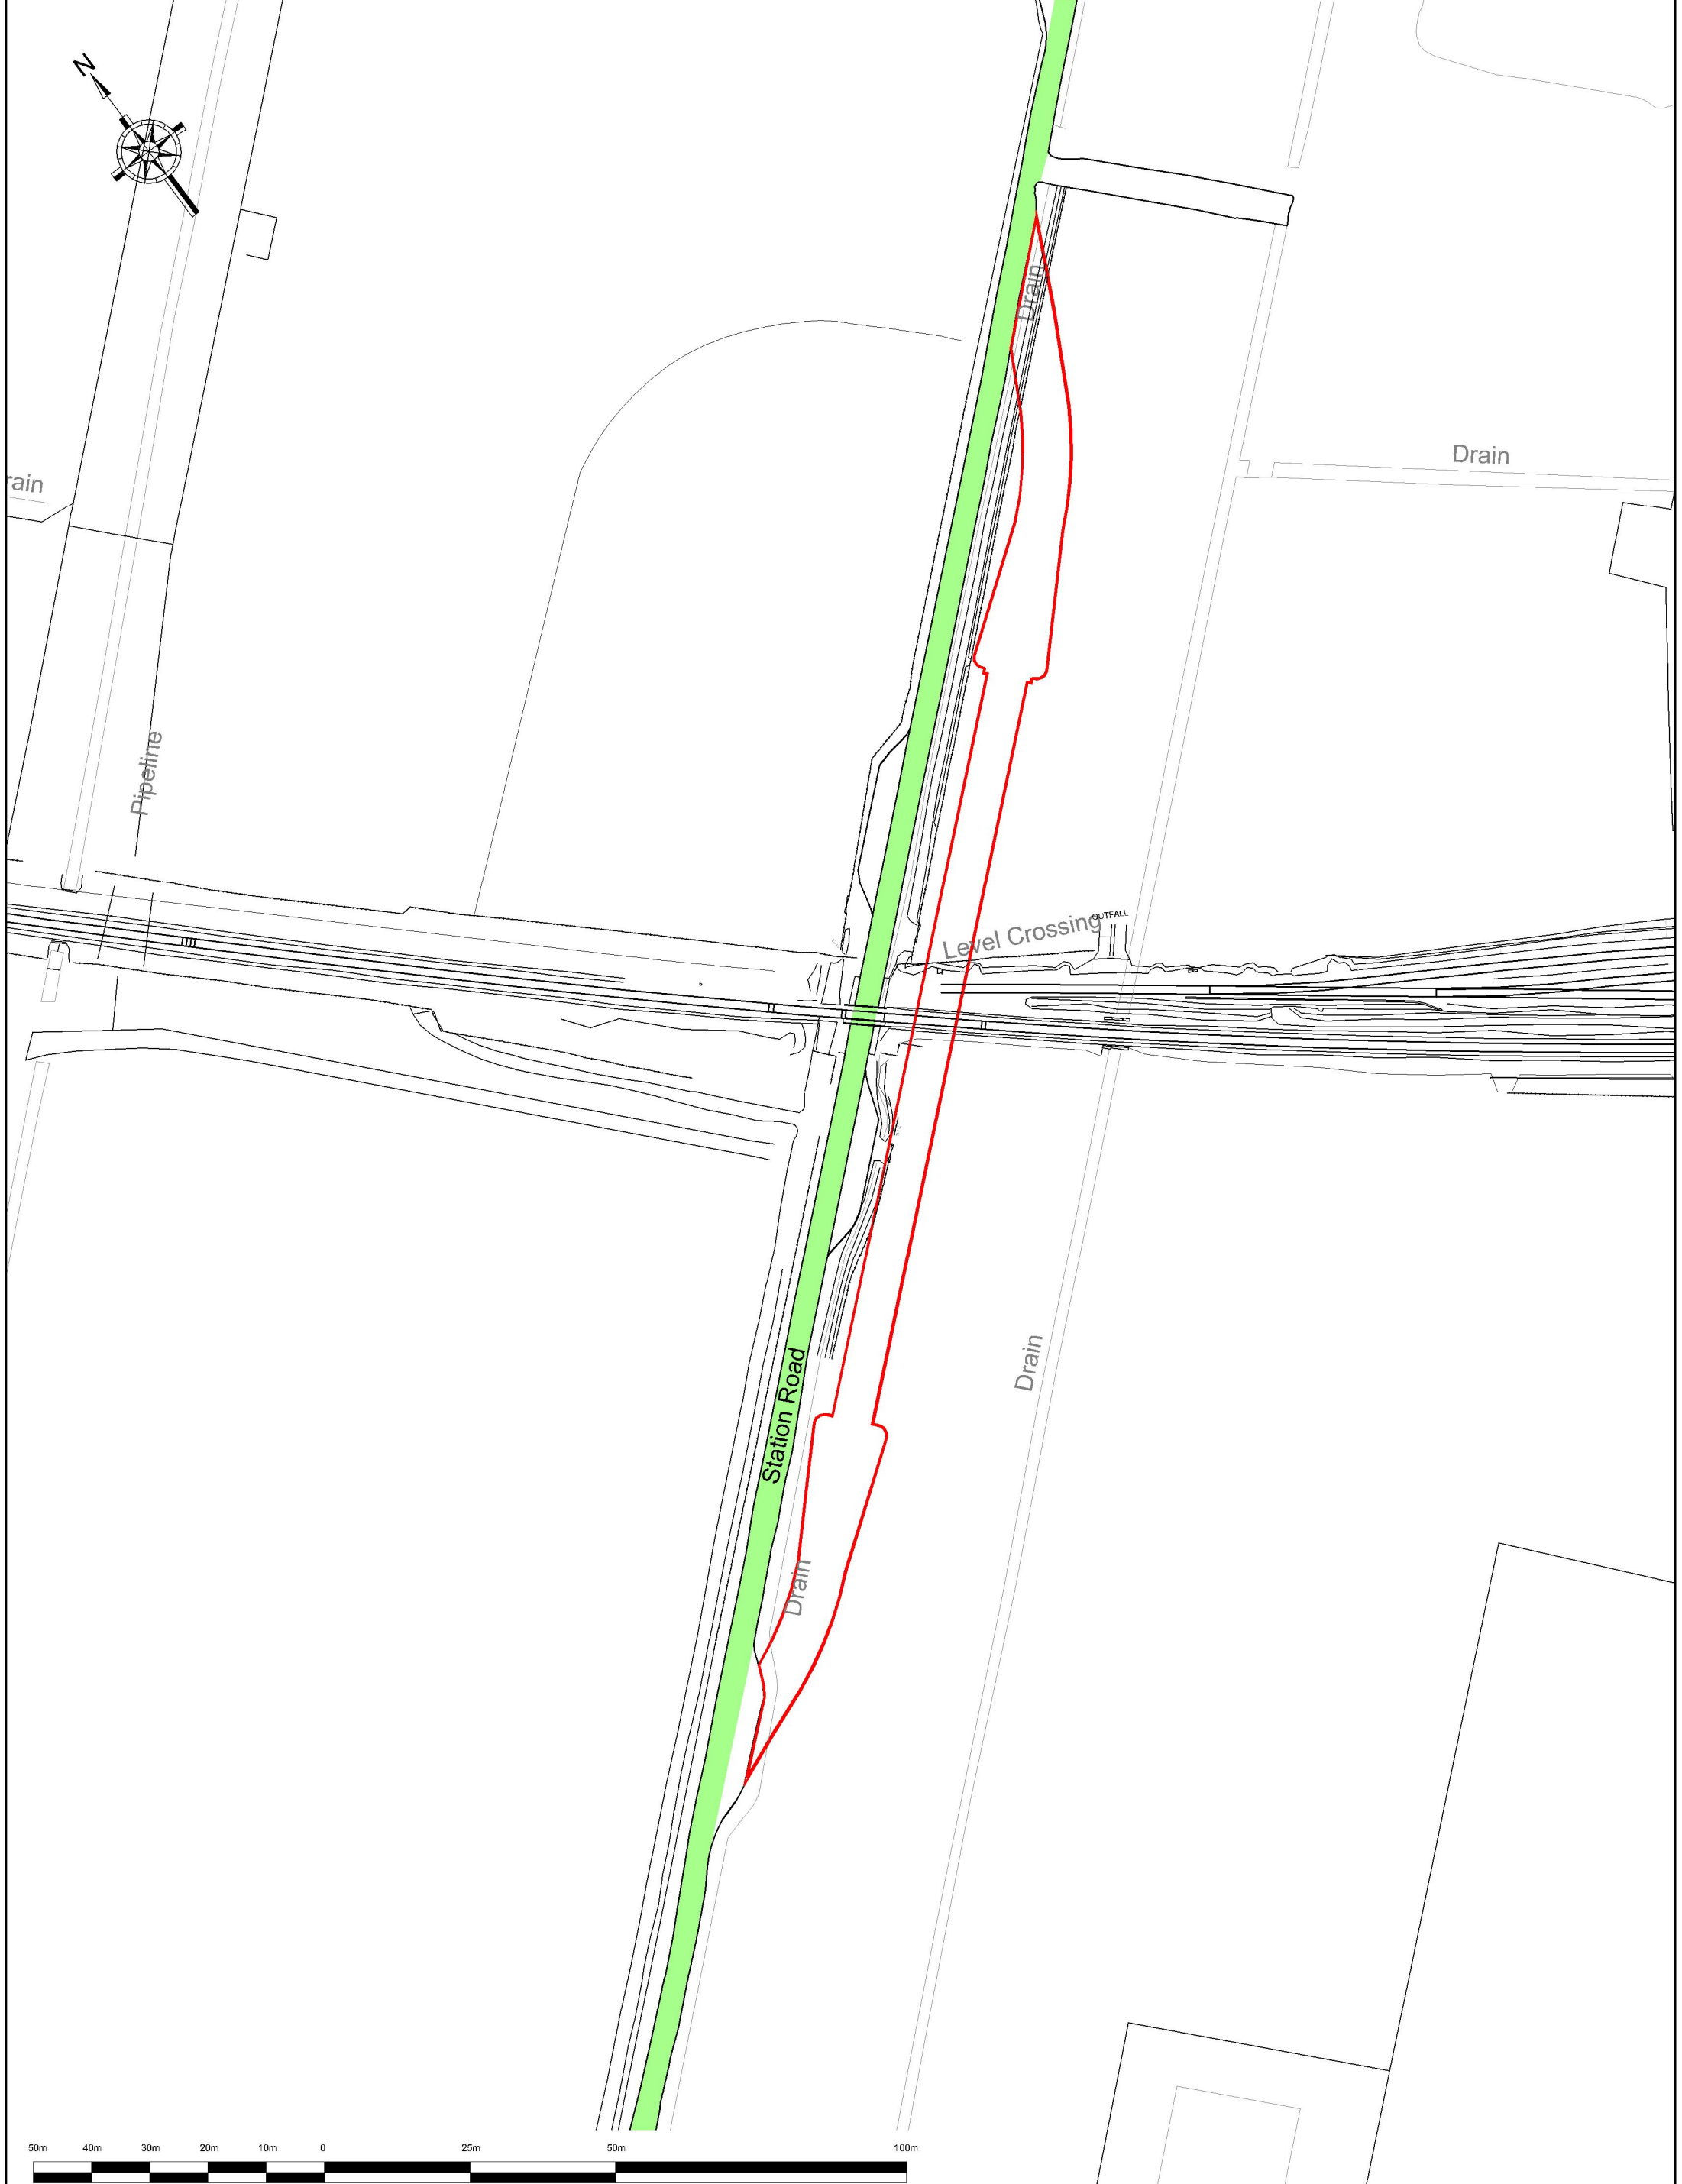 N
Drain
Drain
rain
Pipeline
OUTFALL
Level Crossing
Drain
Station Road
Drain
50m 40m 30m 20m 10m 0 25m 50m 100m